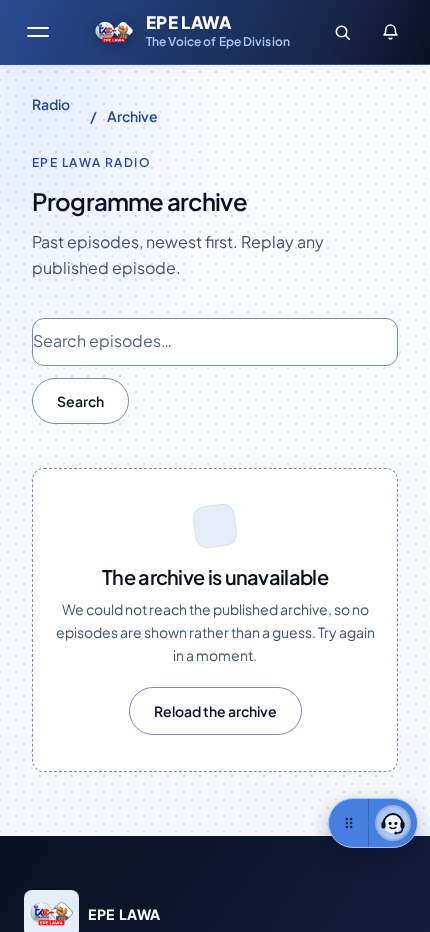 EPE LAWA
The Voice of Epe Division
Radio
/ Archive
EPE LAWA RADIO
Programme archive
Past episodes, newest first. Replay any
published episode.
Search episodes…
Search
The archive is unavailable
We could not reach the published archive, so no
episodes are shown rather than a guess. Try again
in a moment.
Reload the archive
EPE LAWA